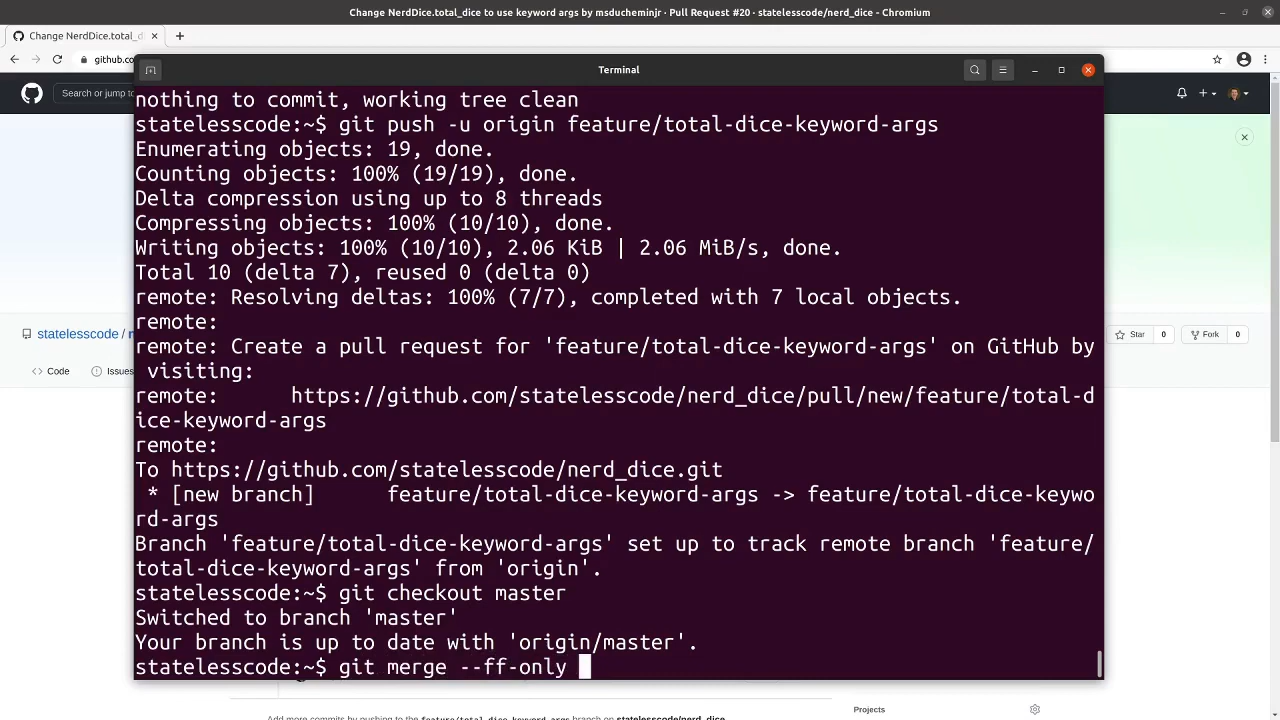 Change NerdDice.total_dice to use keyword args by msducheminjr · Pull Request #20 · statelesscode/nerd_dice - Chromium
Change NerdDice.total_d
github.co
Search or jump to
Terminal
nothing to commit, working tree clean
statelesscode:~$ git push -u origin feature/total-dice-keyword-args
Enumerating objects: 19, done.
Counting objects: 100% (19/19), done.
Delta compression using up to 8 threads
Compressing objects: 100% (10/10), done.
Writing objects: 100% (10/10), 2.06 KiB | 2.06 MiB/s, done.
Total 10 (delta 7), reused 0 (delta 0)
remote: Resolving deltas: 100% (7/7), completed with 7 local objects.
remote:
remote: Create a pull request for 'feature/total-dice-keyword-args' on GitHub by
visiting:
remote:      https://github.com/statelesscode/nerd_dice/pull/new/feature/total-d
ice-keyword-args
remote:
To https://github.com/statelesscode/nerd_dice.git
* [new branch]      feature/total-dice-keyword-args -> feature/total-dice-keywo
rd-args
Branch 'feature/total-dice-keyword-args' set up to track remote branch 'feature/
total-dice-keyword-args' from 'origin'.
statelesscode:~$ git checkout master
Switched to branch 'master'
Your branch is up to date with 'origin/master'.
statelesscode:~$ git merge --ff-only
statelesscode /
Star 0 Fork 0
Code Issues
Projects